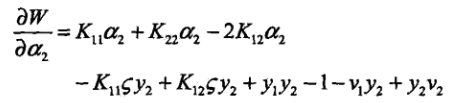 ∂W/∂α₂ = K₁₁α₂ + K₂₂α₂ − 2K₁₂α₂
− K₁₁ςy₂ + K₁₂ςy₂ + y₁y₂ − 1 − v₁y₂ + y₂v₂